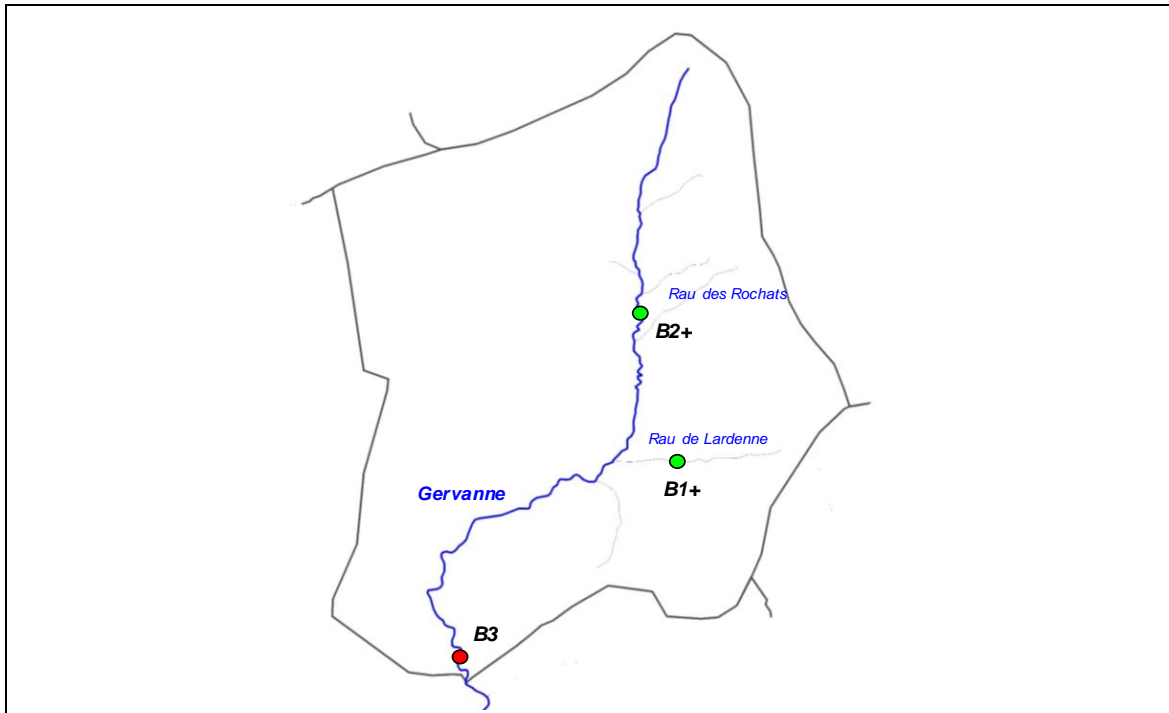 Rau des Rochats
B2+
Rau de Lardenne
B1+
Gervanne
B3